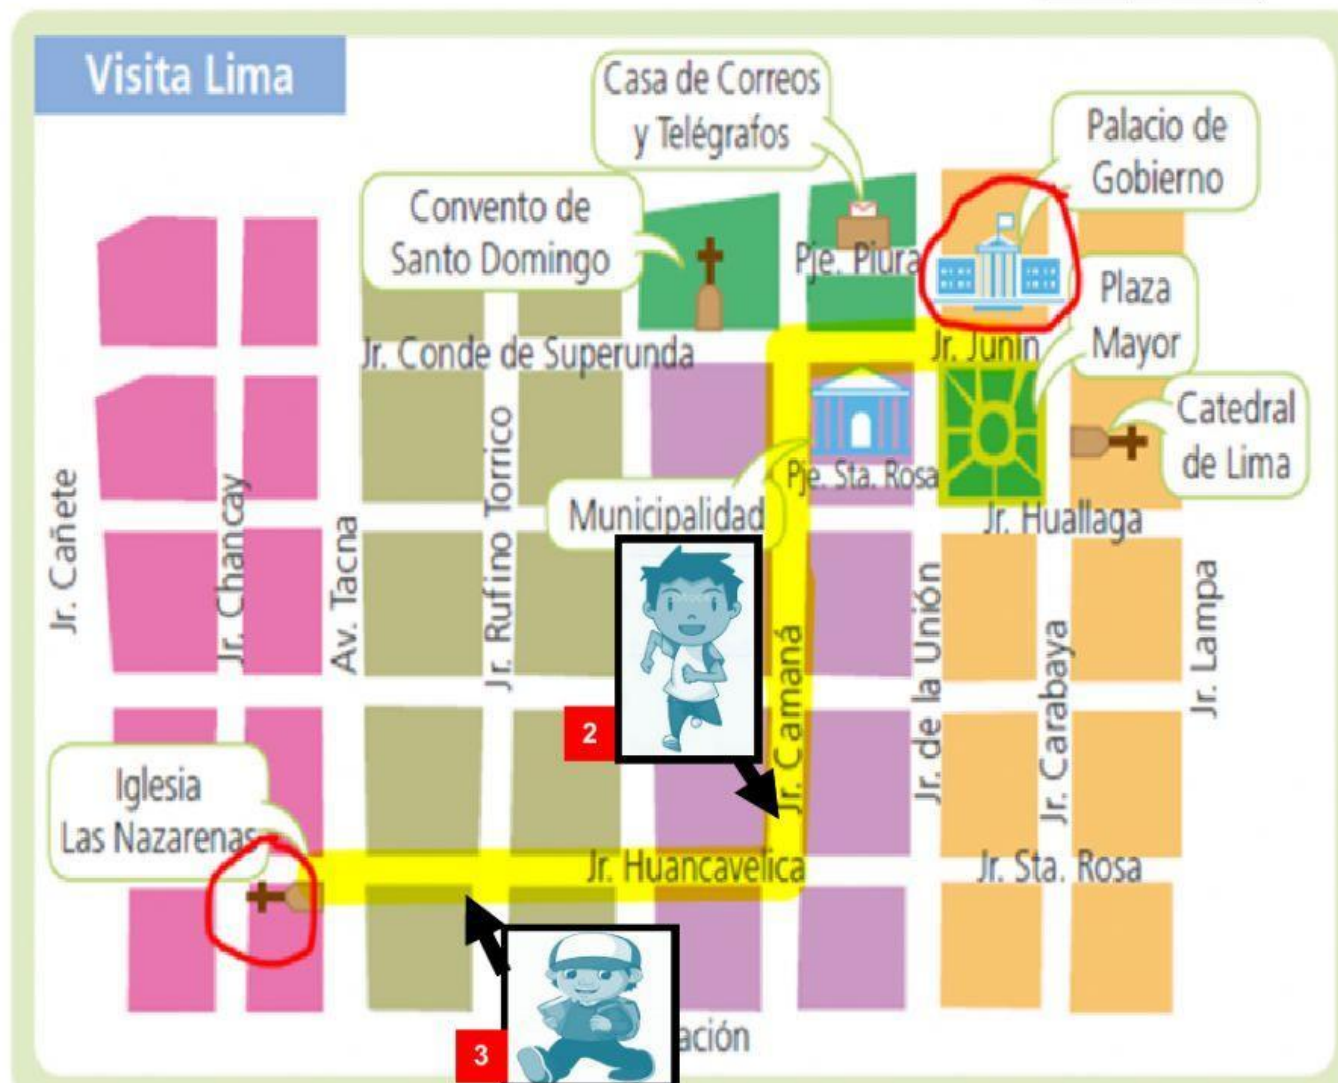 Visita Lima
Casa de Correos
y Telégrafos
Palacio de
Gobierno
Convento de
Santo Domingo
Pje. Piura
Plaza
Mayor
Jr. Conde de Superunda
Jr. Junín
Catedral
de Lima
Pje. Sta. Rosa
Municipalidad
Jr. Huallaga
Jr. Cañete
Jr. Chancay
Av. Tacna
Jr. Rufino Torrico
Jr. Camaná
Jr. de la Unión
Jr. Carabaya
Jr. Lampa
2
Iglesia
Las Nazarenas
Jr. Huancavelica
Jr. Sta. Rosa
3
ación